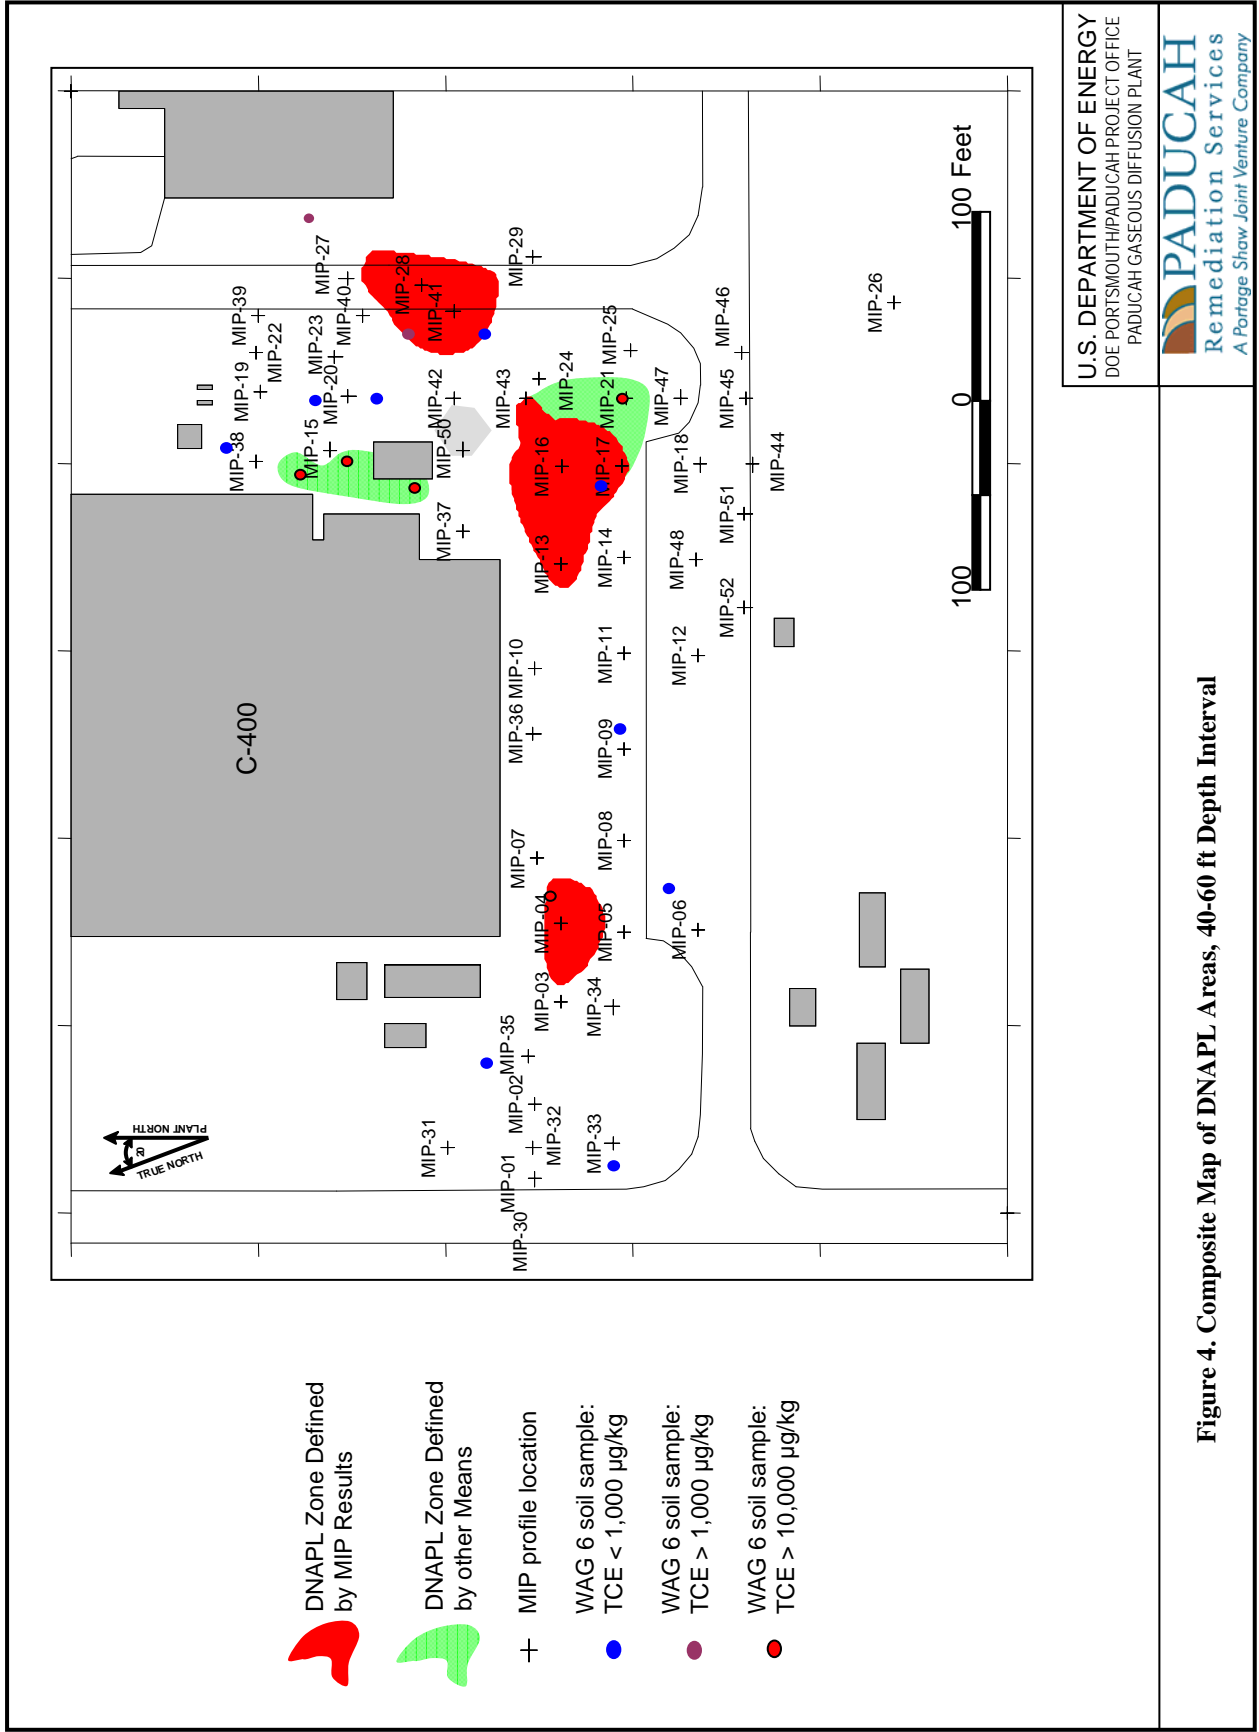 C-400
MIP-39
MIP-27
MIP-22
MIP-23
MIP-40
MIP-28
MIP-41
MIP-29
MIP-19
MIP-20
MIP-42
MIP-43
MIP-24
MIP-25
MIP-21
MIP-47
MIP-46
MIP-45
MIP-26
MIP-38
MIP-15
MIP-50
MIP-37
MIP-16
MIP-17
MIP-18
MIP-44
MIP-13
MIP-14
MIP-48
MIP-51
MIP-52
MIP-10
MIP-36
MIP-11
MIP-12
MIP-09
MIP-07
MIP-08
MIP-04
MIP-05
MIP-06
MIP-03
MIP-34
MIP-35
MIP-02
MIP-32
MIP-33
MIP-31
MIP-01
MIP-30
PLANT NORTH
20
TRUE NORTH
100 0 100 Feet
DNAPL Zone Defined
by MIP Results
DNAPL Zone Defined
by other Means
MIP profile location
WAG 6 soil sample:
TCE < 1,000 µg/kg
WAG 6 soil sample:
TCE > 1,000 µg/kg
WAG 6 soil sample:
TCE > 10,000 µg/kg
U.S. DEPARTMENT OF ENERGY
DOE PORTSMOUTH/PADUCAH PROJECT OFFICE
PADUCAH GASEOUS DIFFUSION PLANT
PADUCAH
Remediation Services
A Portage Shaw Joint Venture Company
Figure 4. Composite Map of DNAPL Areas, 40-60 ft Depth Interval